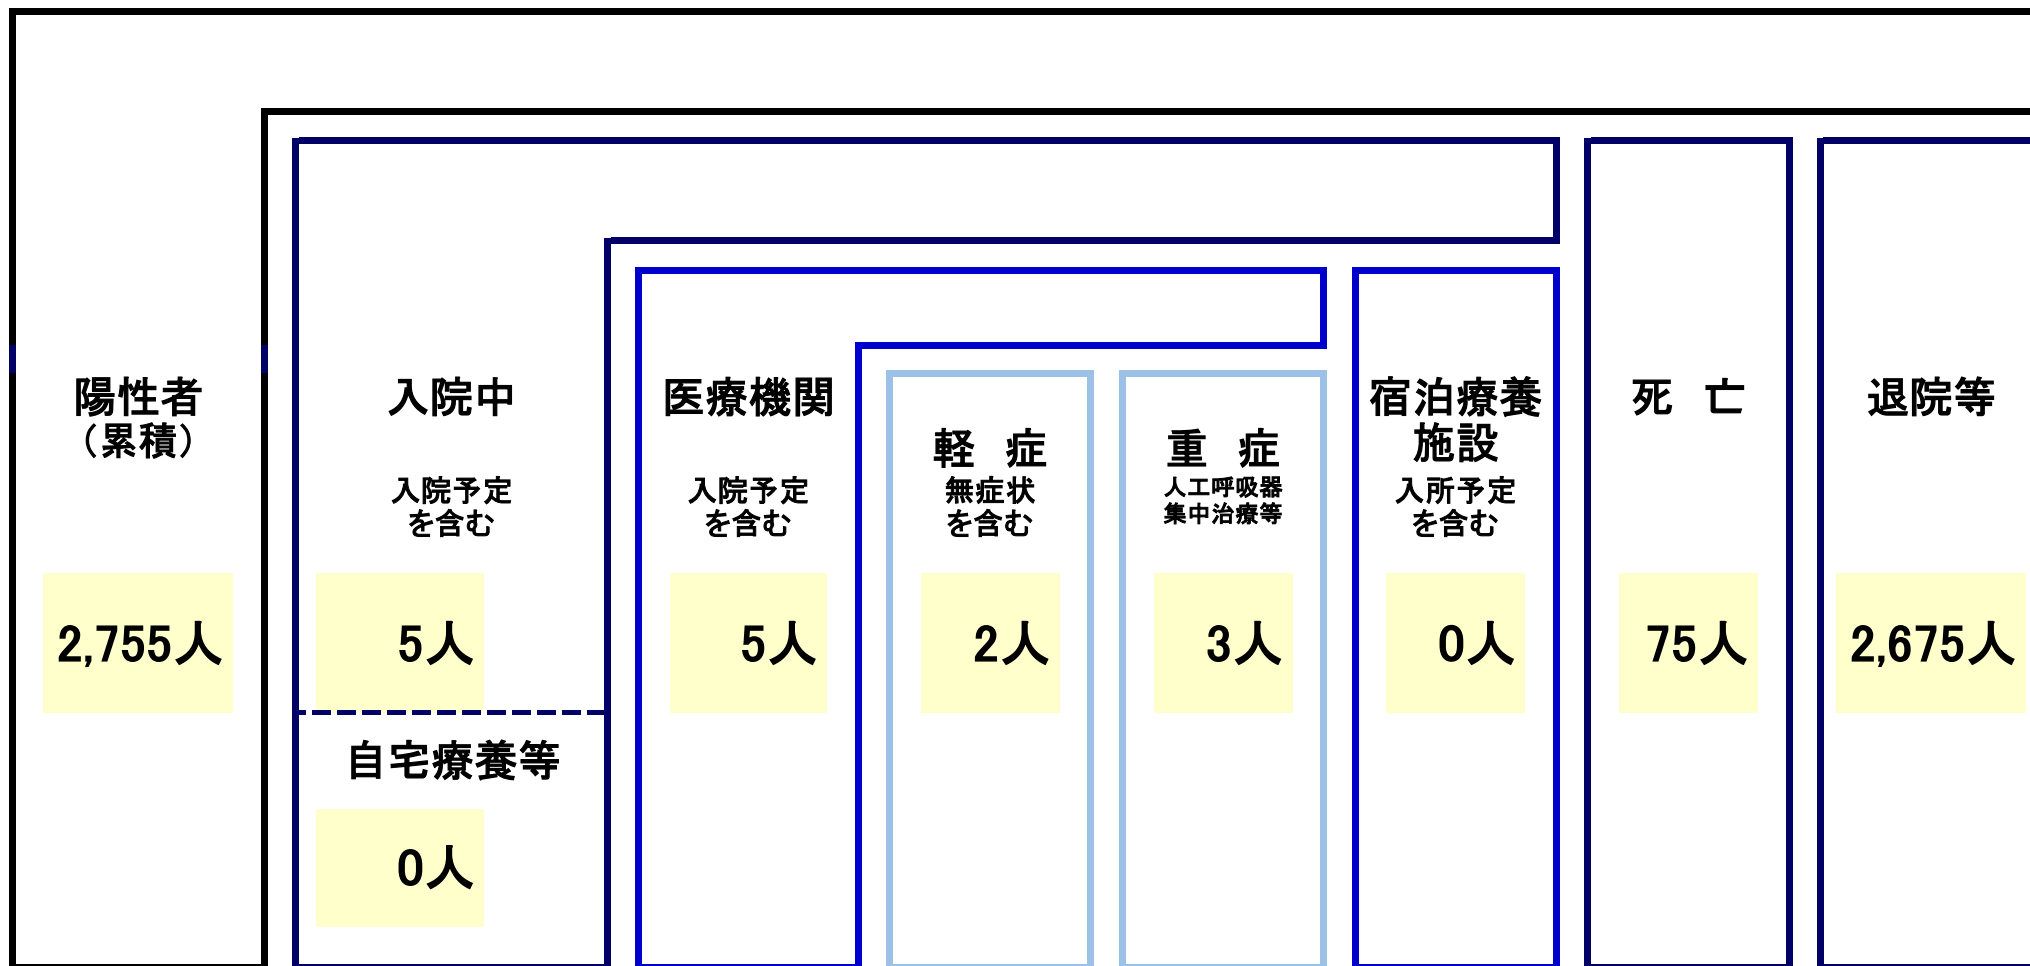 陽性者
（累積）
2,755人
入院中
入院予定
を含む
5人
自宅療養等
0人
医療機関
入院予定
を含む
5人
軽 症
無症状
を含む
2人
重 症
人工呼吸器
集中治療等
3人
宿泊療養
施設
入所予定
を含む
0人
死 亡
75人
退院等
2,675人